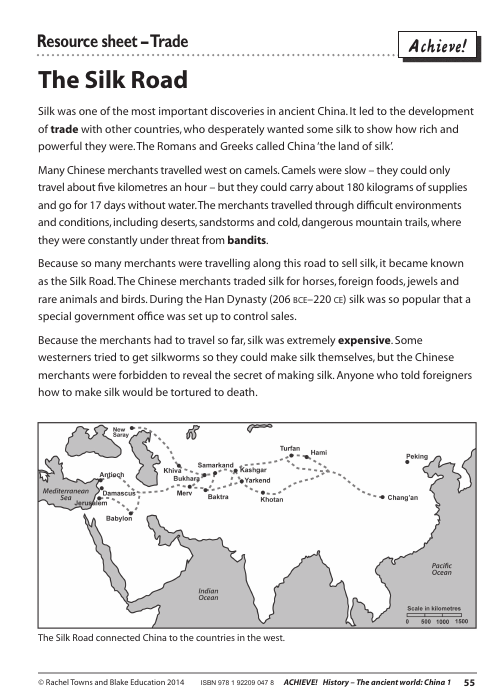 Resource sheet – Trade
Achieve!
The Silk Road
Silk was one of the most important discoveries in ancient China. It led to the development
of trade with other countries, who desperately wanted some silk to show how rich and
powerful they were. The Romans and Greeks called China ‘the land of silk’.
Many Chinese merchants travelled west on camels. Camels were slow – they could only
travel about five kilometres an hour – but they could carry about 180 kilograms of supplies
and go for 17 days without water. The merchants travelled through difficult environments
and conditions, including deserts, sandstorms and cold, dangerous mountain trails, where
they were constantly under threat from bandits.
Because so many merchants were travelling along this road to sell silk, it became known
as the Silk Road. The Chinese merchants traded silk for horses, foreign foods, jewels and
rare animals and birds. During the Han Dynasty (206 BCE–220 CE) silk was so popular that a
special government office was set up to control sales.
Because the merchants had to travel so far, silk was extremely expensive. Some
westerners tried to get silkworms so they could make silk themselves, but the Chinese
merchants were forbidden to reveal the secret of making silk. Anyone who told foreigners
how to make silk would be tortured to death.
New
Saray
Turfan
Hami
Peking
Samarkand
Khiva
Kashgar
Antioch
Bukhara
Yarkend
Mediterranean
Sea
Damascus
Merv
Baktra
Khotan
Chang’an
Jerusalem
Babylon
Pacific
Ocean
Indian
Ocean
Scale in kilometres
0 500 1000 1500
The Silk Road connected China to the countries in the west.
© Rachel Towns and Blake Education 2014 ISBN 978 1 92209 047 8 ACHIEVE! History – The ancient world: China 1 55